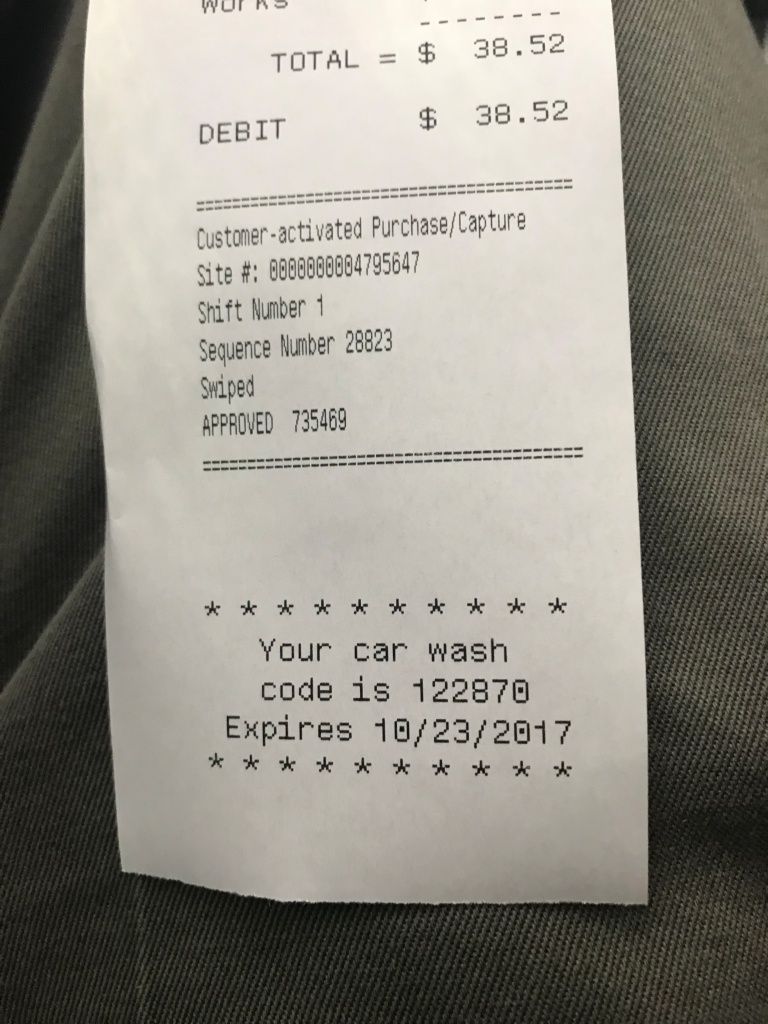 Works
--------
TOTAL = $ 38.52
DEBIT $ 38.52
==========================================
Customer-activated Purchase/Capture
Site #: 0000000004795647
Shift Number 1
Sequence Number 28823
Swiped
APPROVED 735469
==========================================
* * * * * * * * * *
Your car wash
code is 122870
Expires 10/23/2017
* * * * * * * * * *